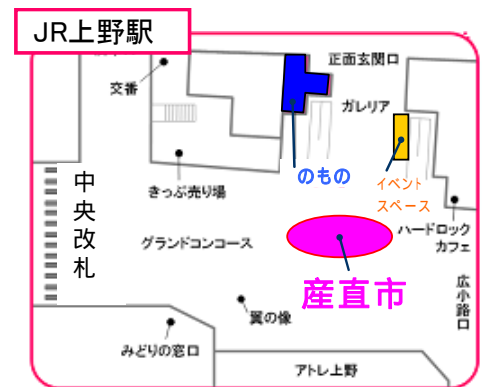 JR上野駅
正面玄関口
交番
ガレリア
のもの
イベント
スペース
きっぷ売り場
中央改札
グランドコンコース
ハードロック
カフェ
産直市
広小路口
翼の像
みどりの窓口
アトレ上野